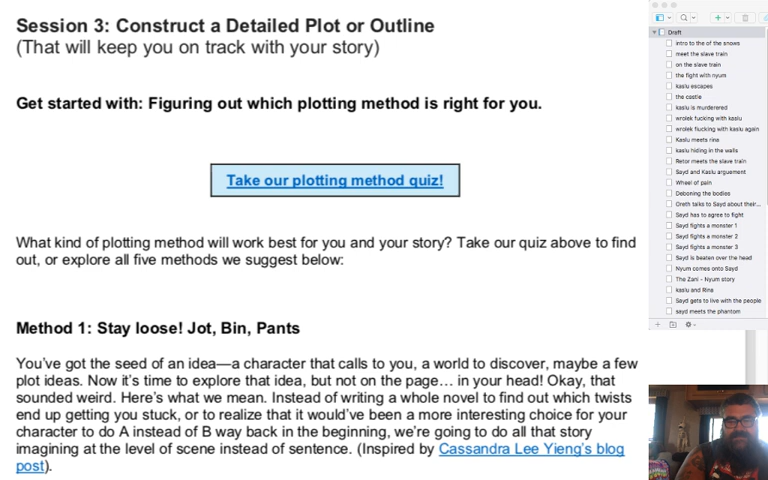 Session 3: Construct a Detailed Plot or Outline
(That will keep you on track with your story)
Get started with: Figuring out which plotting method is right for you.
Take our plotting method quiz!
What kind of plotting method will work best for you and your story? Take our quiz above to find
out, or explore all five methods we suggest below:
Method 1: Stay loose! Jot, Bin, Pants
You've got the seed of an idea—a character that calls to you, a world to discover, maybe a few
plot ideas. Now it's time to explore that idea, but not on the page… in your head! Okay, that
sounded weird. Here's what we mean. Instead of writing a whole novel to find out which twists
end up getting you stuck, or to realize that it would've been a more interesting choice for your
character to do A instead of B way back in the beginning, we're going to do all that story
imagining at the level of scene instead of sentence. (Inspired by Cassandra Lee Yieng's blog
post).
Draft
intro to the of the snows
meet the slave train
on the slave train
the fight with nyum
kaslu escapes
the castle
kaslu is murderered
wrolek fucking with kaslu
wrolek flucking with kaslu again
Kaslu meets rina
kaslu hiding in the walls
Retor meets the slave train
Sayd and Kaslu arguement
Wheel of pain
Deboning the bodies
Oreth talks to Sayd about their...
Sayd has to agree to fight
Sayd fights a monster 1
Sayd fights a monster 2
Sayd fights a monster 3
Sayd is beaten over the head
Nyum comes onto Sayd
The Zani - Nyum story
kaslu and Rina
Sayd gets to live with the people
sayd meets the phantom